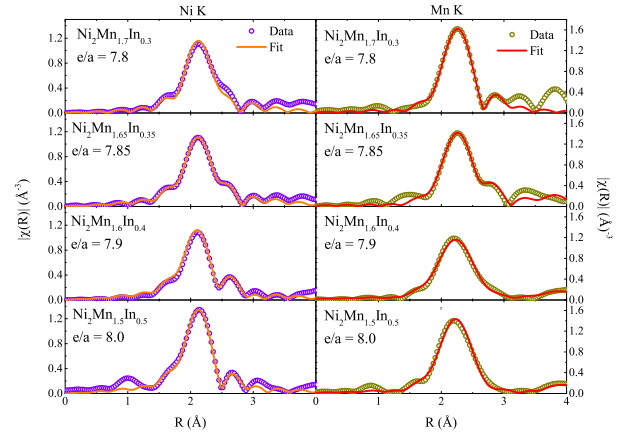 Ni K
Mn K
Ni₂Mn₁.₇In₀.₃
e/a = 7.8
Data
Fit
Ni₂Mn₁.₇In₀.₃
e/a = 7.8
Data
Fit
1.2
0.8
0.4
0.0
1.6
1.2
0.8
0.4
0.0
Ni₂Mn₁.₆₅In₀.₃₅
e/a = 7.85
Ni₂Mn₁.₆₅In₀.₃₅
e/a = 7.85
1.2
0.8
0.4
0.0
1.6
1.2
0.8
0.4
0.0
|χ(R)| (Å⁻³)
|χ(R)| (Å)⁻³
Ni₂Mn₁.₆In₀.₄
e/a = 7.9
Ni₂Mn₁.₆In₀.₄
e/a = 7.9
1.2
0.8
0.4
0.0
1.6
1.2
0.8
0.4
0.0
Ni₂Mn₁.₅In₀.₅
e/a = 8.0
Ni₂Mn₁.₅In₀.₅
e/a = 8.0
1.2
0.8
0.4
0.0
1.6
1.2
0.8
0.4
0.0
0 1 2 3 0 1 2 3 4
R (Å)
R (Å)